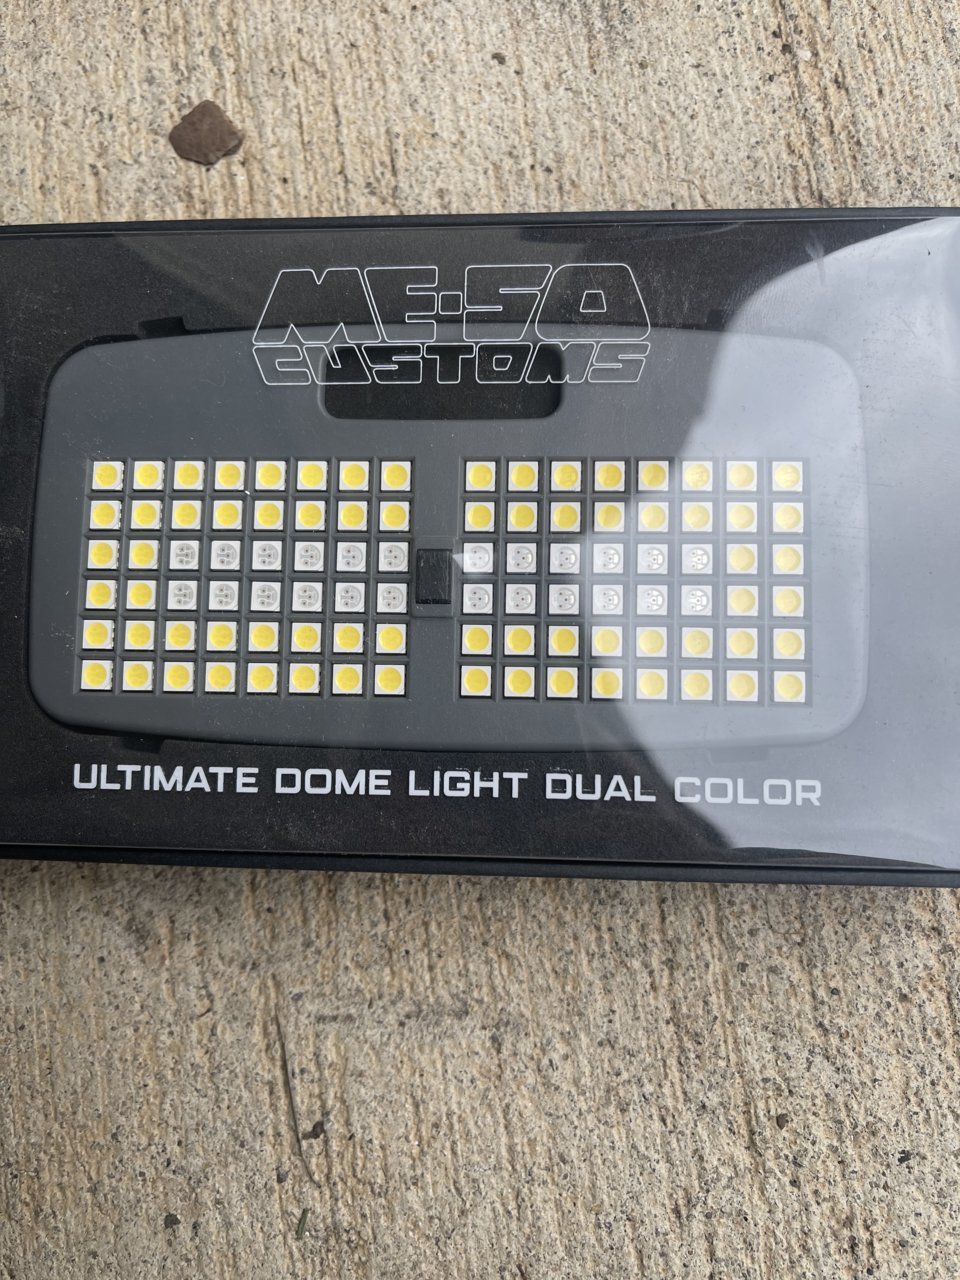 ME·SO
CUSTOMS
ULTIMATE DOME LIGHT DUAL COLOR